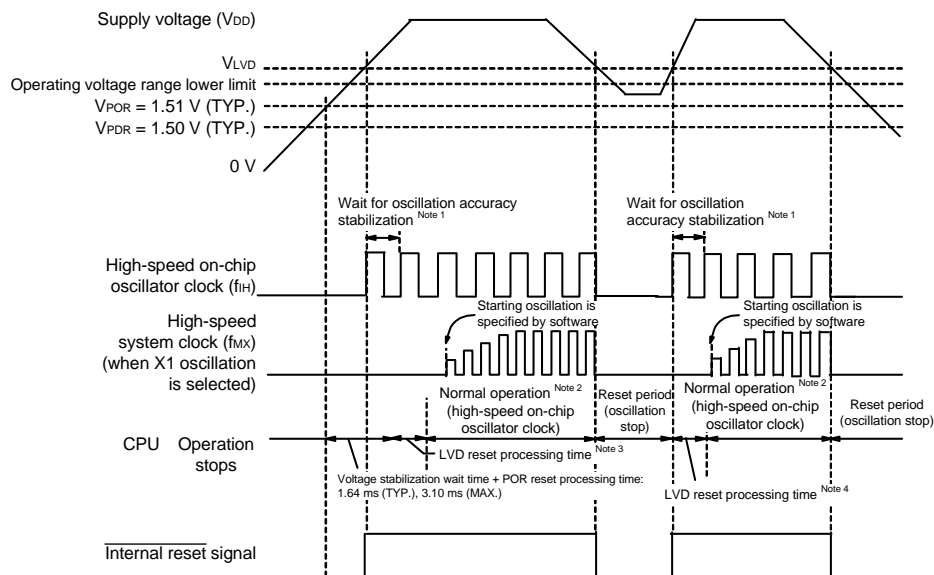 Supply voltage (VDD)
VLVD
Operating voltage range lower limit
VPOR = 1.51 V (TYP.)
VPDR = 1.50 V (TYP.)
0 V
Wait for oscillation accuracy
stabilization Note 1
Wait for oscillation
accuracy stabilization Note 1
High-speed on-chip
oscillator clock (fIH)
Starting oscillation is
specified by software
Starting oscillation is
specified by software
High-speed
system clock (fMX)
(when X1 oscillation
is selected)
Normal operation Note 2
(high-speed on-chip
oscillator clock)
Reset period
(oscillation
stop)
Normal operation Note 2
(high-speed on-chip
oscillator clock)
Reset period
(oscillation stop)
CPU Operation
stops
LVD reset processing time Note 3
Voltage stabilization wait time + POR reset processing time:
1.64 ms (TYP.), 3.10 ms (MAX.)
LVD reset processing time Note 4
Internal reset signal